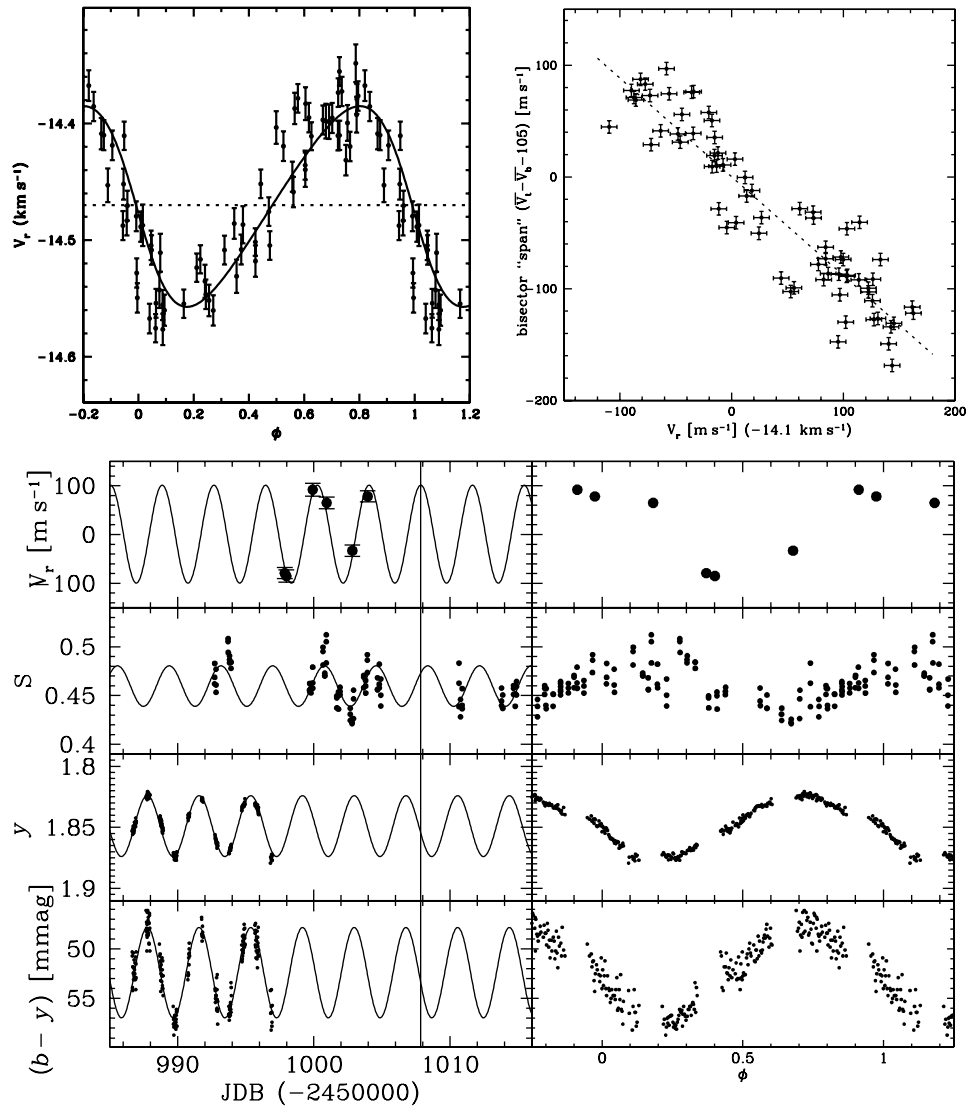 −14.4
−14.5
−14.6
V_r (km s⁻¹)
−0.2 0 0.2 0.4 0.6 0.8 1 1.2
φ
100
0
−100
−200
bisector "span" (V̅_t−V̅_b−105) [m s⁻¹]
−100 0 100 200
V_r [m s⁻¹] (−14.1 km s⁻¹)
100
0
100
V_r [m s⁻¹]
0.5
0.45
0.4
S
1.8
1.85
1.9
y
50
55
(b− y) [mmag]
990 1000 1010
JDB (−2450000)
0 0.5 1
φ